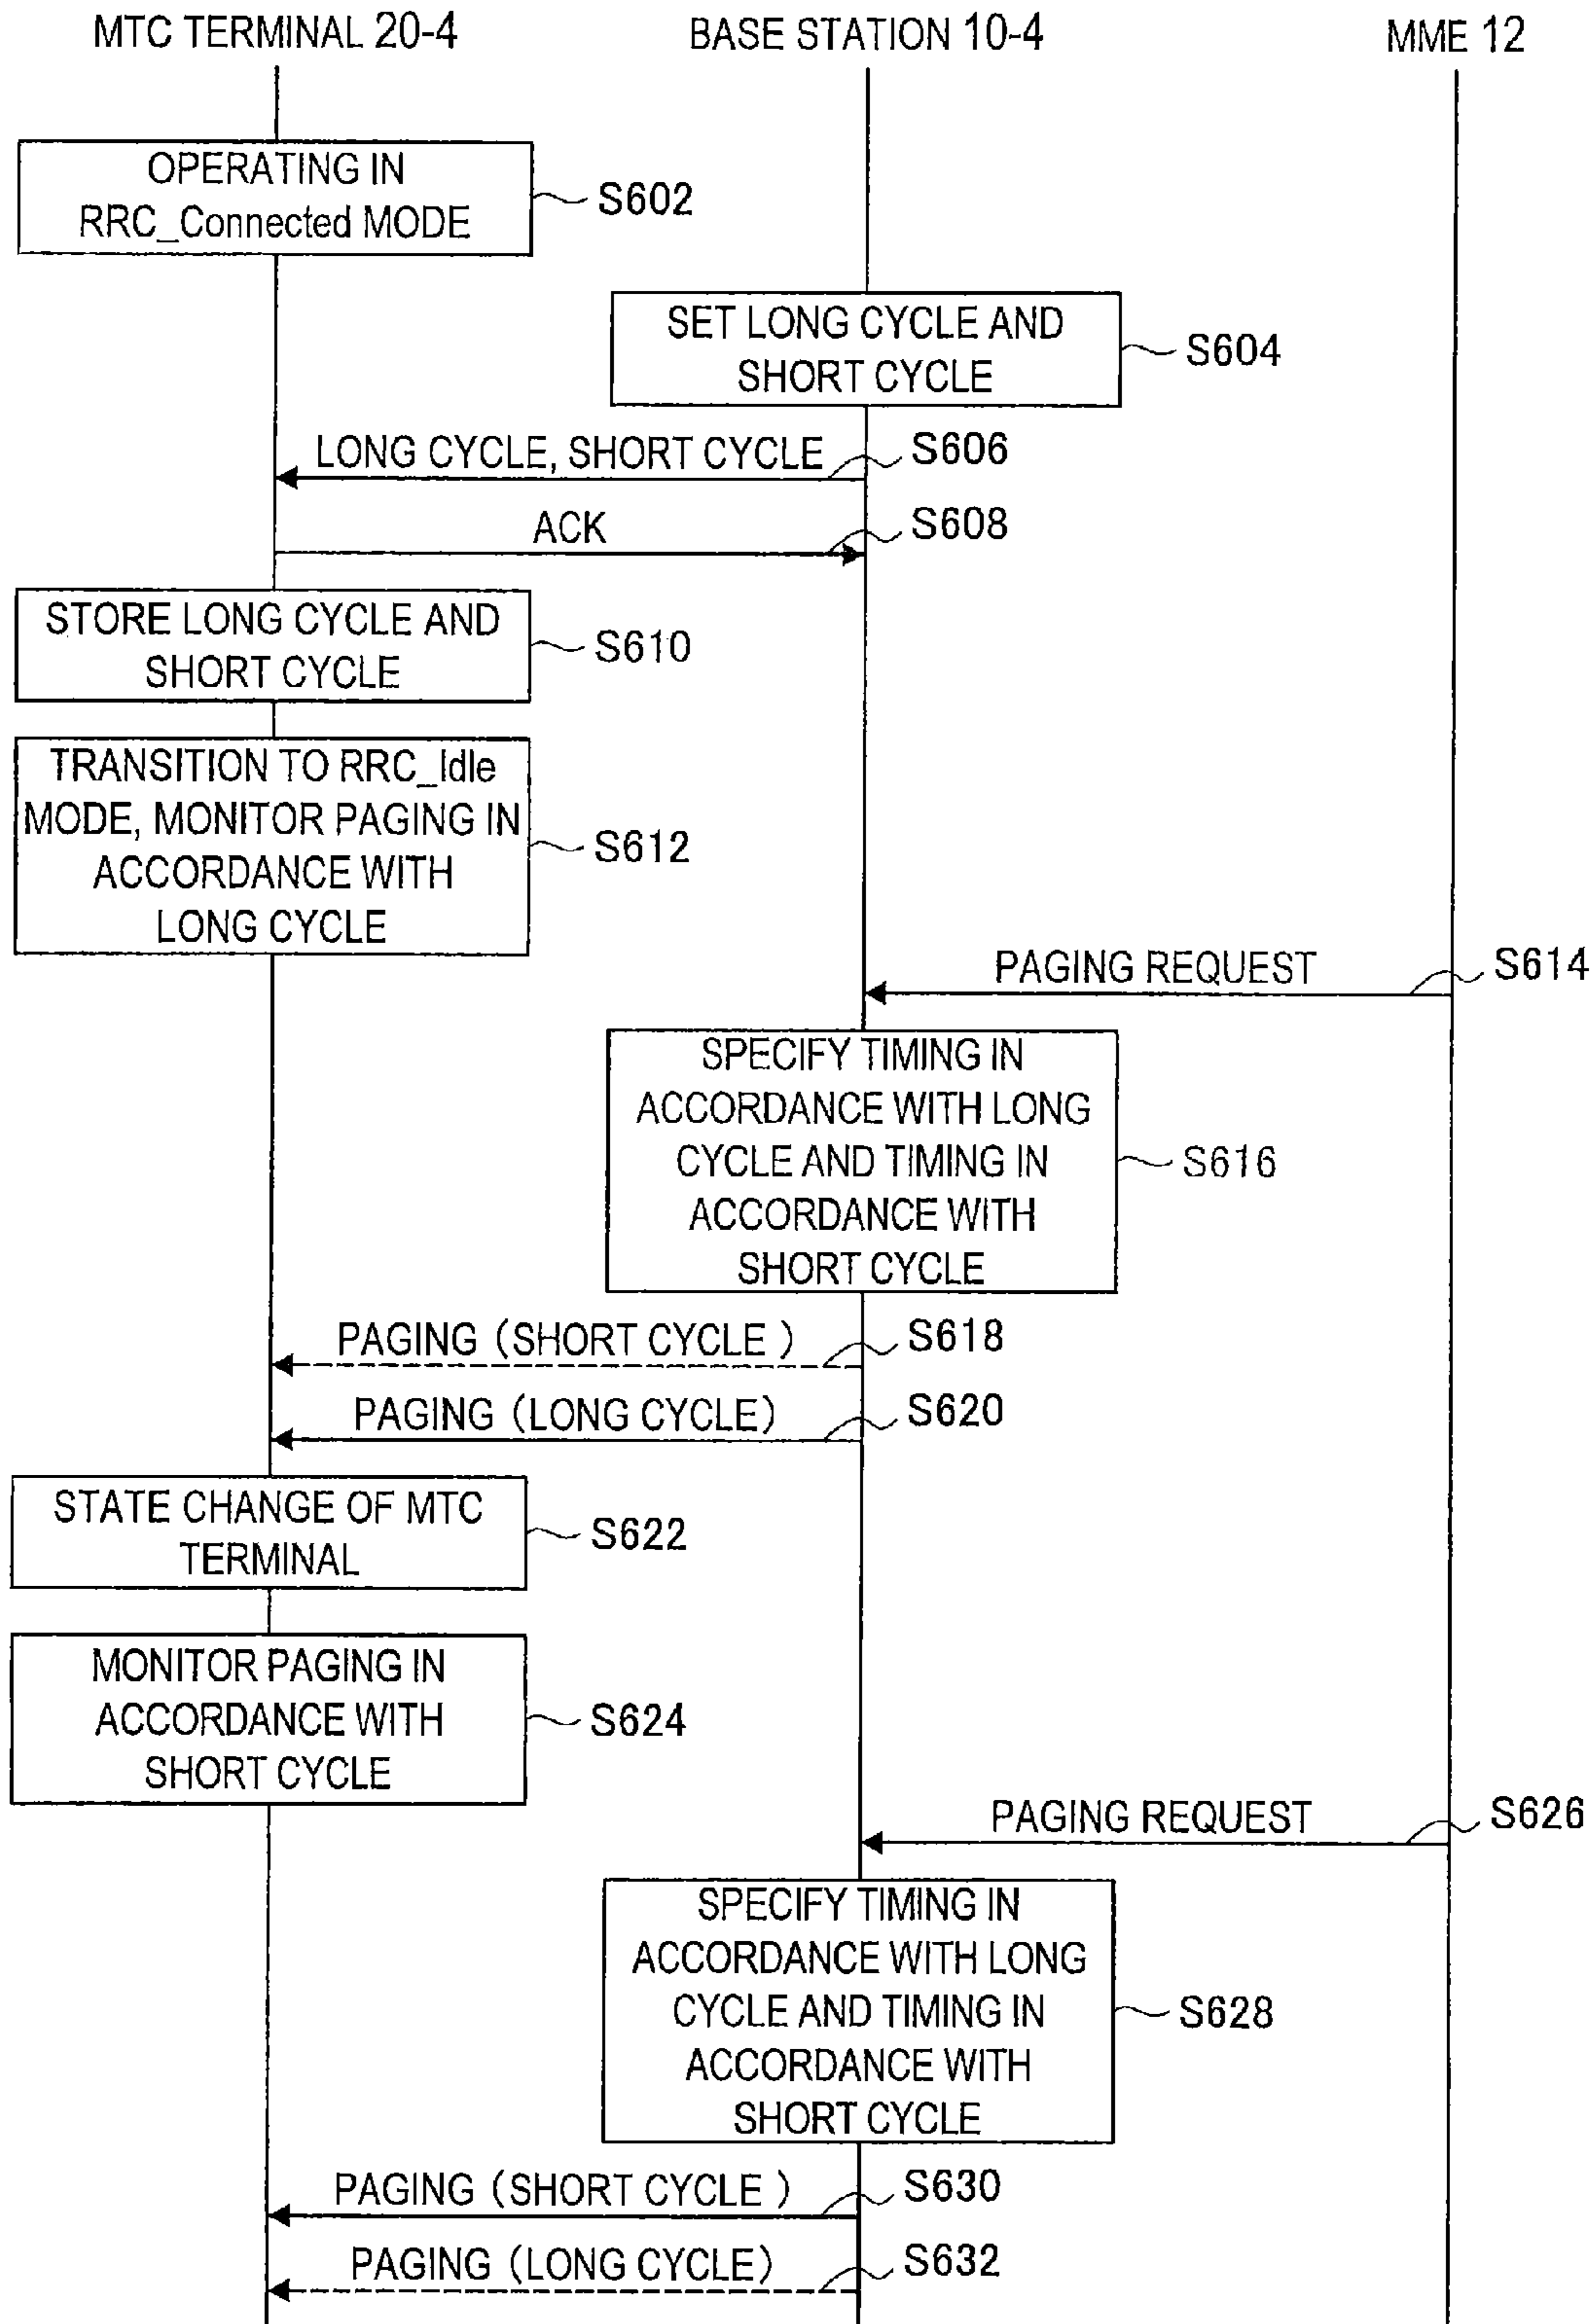 MTC TERMINAL 20-4
BASE STATION 10-4
MME 12
OPERATING IN
RRC_Connected MODE
S602
SET LONG CYCLE AND
SHORT CYCLE
S604
LONG CYCLE, SHORT CYCLE
S606
ACK
S608
STORE LONG CYCLE AND
SHORT CYCLE
S610
TRANSITION TO RRC_Idle
MODE, MONITOR PAGING IN
ACCORDANCE WITH
LONG CYCLE
S612
PAGING REQUEST
S614
SPECIFY TIMING IN
ACCORDANCE WITH LONG
CYCLE AND TIMING IN
ACCORDANCE WITH
SHORT CYCLE
S616
PAGING (SHORT CYCLE )
S618
PAGING (LONG CYCLE)
S620
STATE CHANGE OF MTC
TERMINAL
S622
MONITOR PAGING IN
ACCORDANCE WITH
SHORT CYCLE
S624
PAGING REQUEST
S626
SPECIFY TIMING IN
ACCORDANCE WITH LONG
CYCLE AND TIMING IN
ACCORDANCE WITH
SHORT CYCLE
S628
PAGING (SHORT CYCLE )
S630
PAGING (LONG CYCLE)
S632